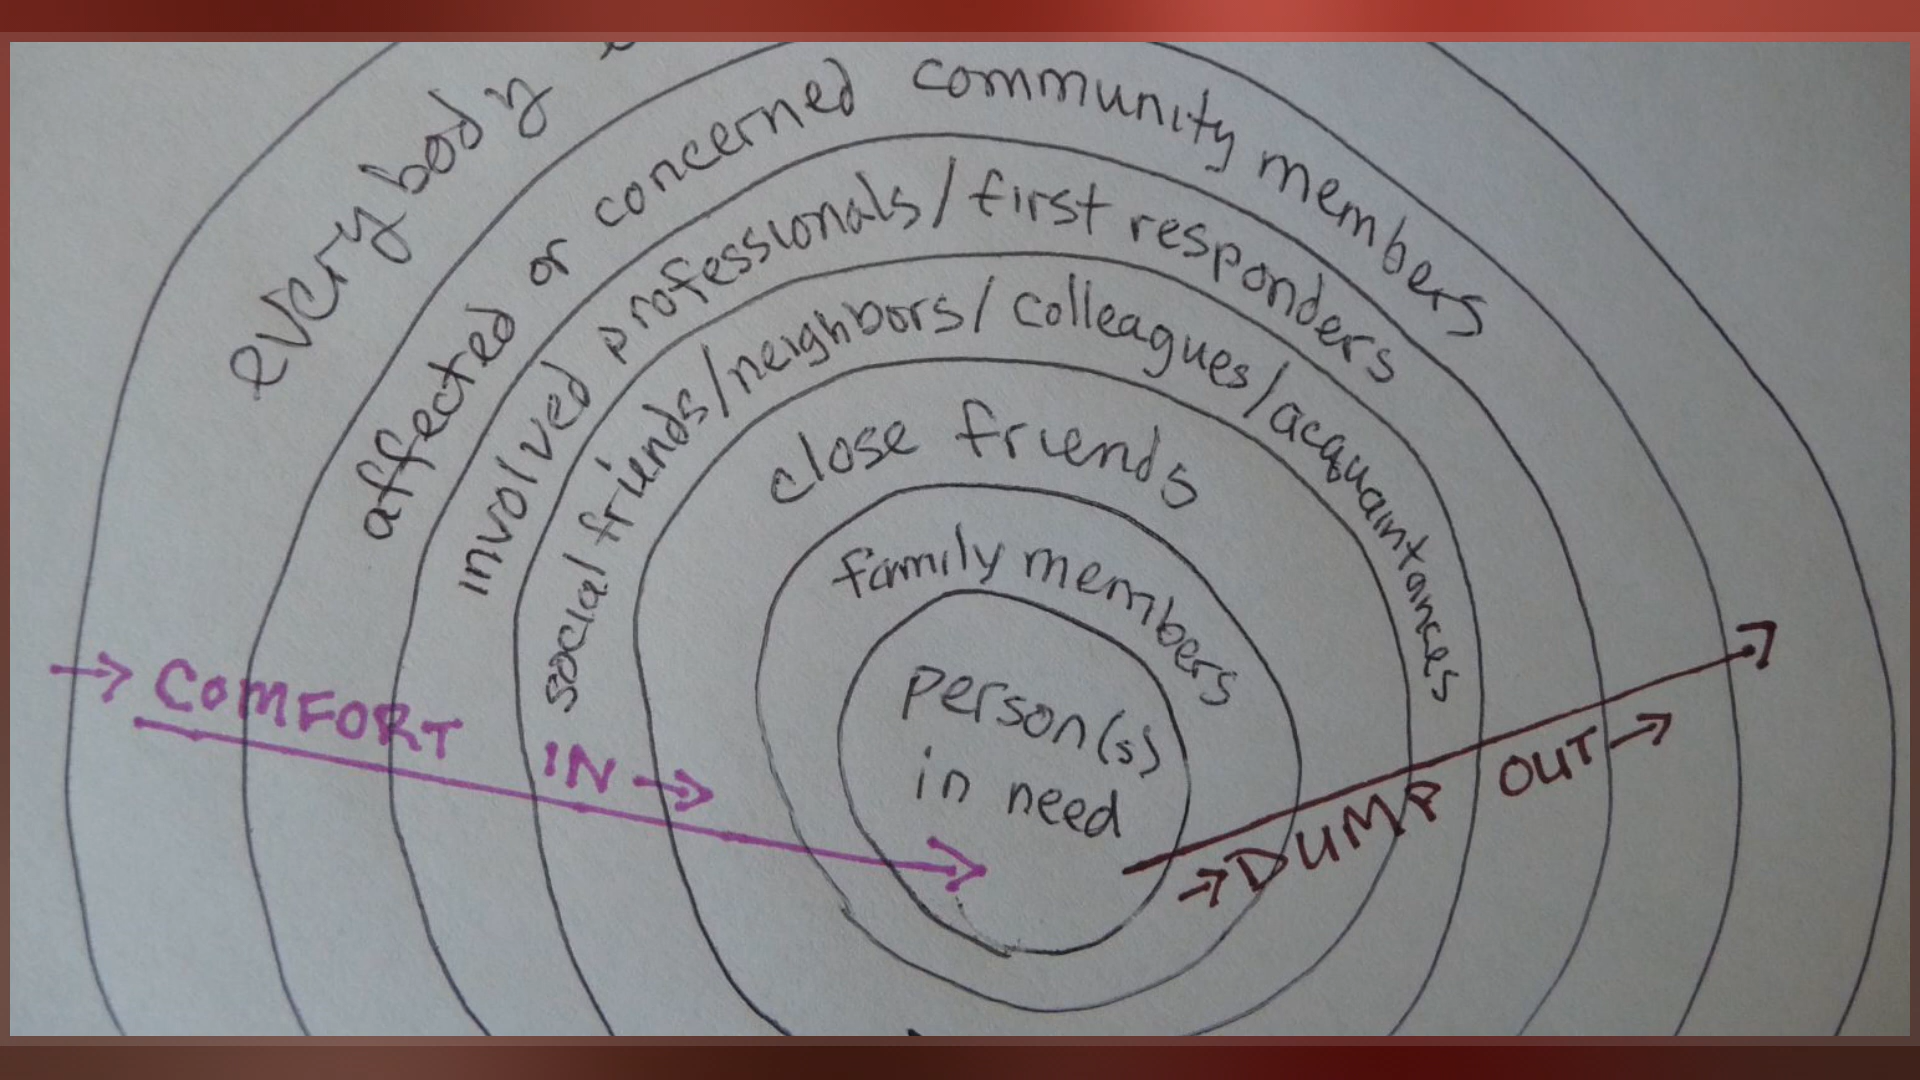 everybody
affected or concerned community members
involved professionals/first responders
social friends/neighbors/colleagues/acquaintances
close friends
family members
person(s)
in need
→ COMFORT IN →
→ DUMP OUT →